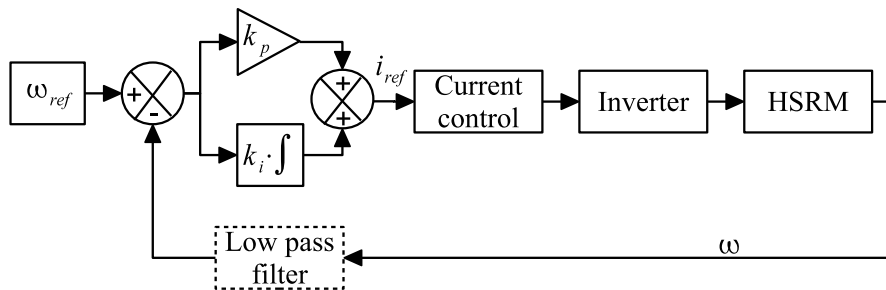 k_p
i_ref
ω_ref
+
-
+
+
Current
control
Inverter
HSRM
k_i·∫
Low pass
filter
ω